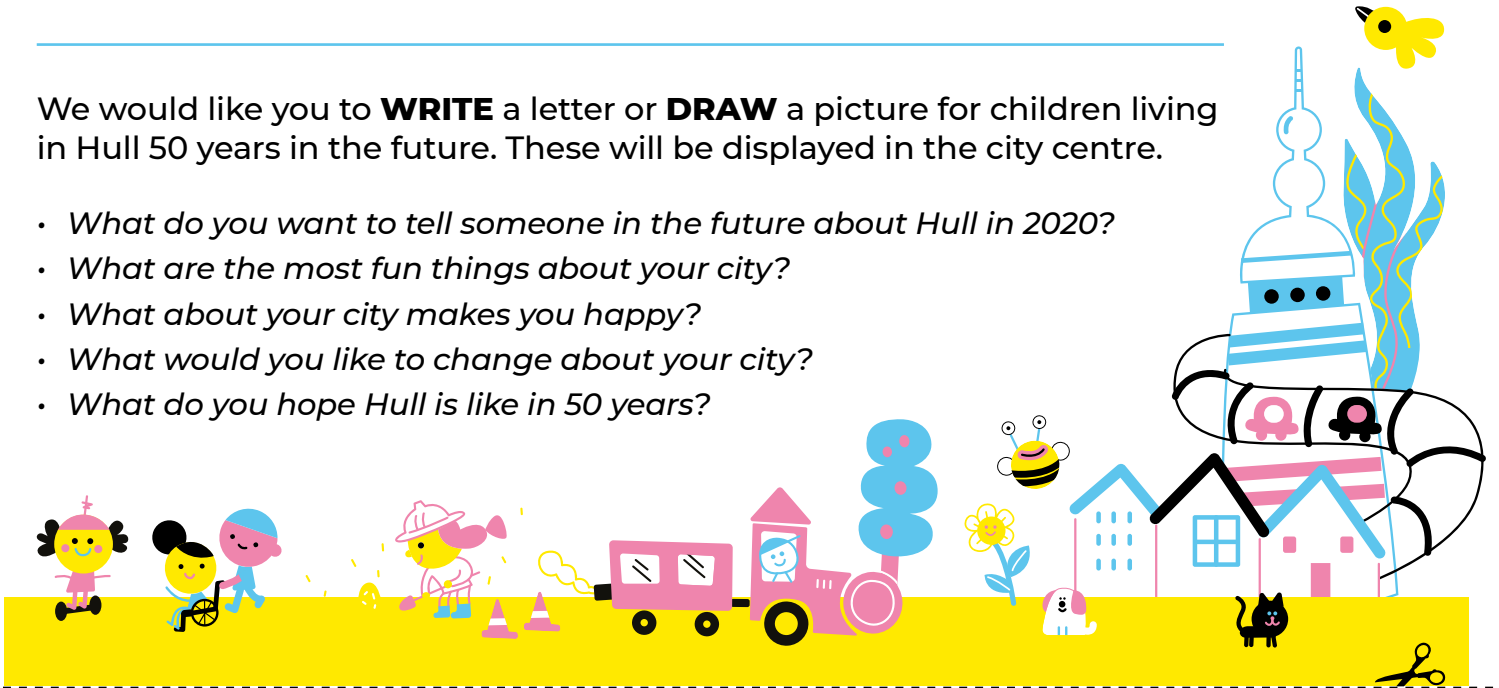 We would like you to WRITE a letter or DRAW a picture for children living
in Hull 50 years in the future. These will be displayed in the city centre.
• What do you want to tell someone in the future about Hull in 2020?
• What are the most fun things about your city?
• What about your city makes you happy?
• What would you like to change about your city?
• What do you hope Hull is like in 50 years?